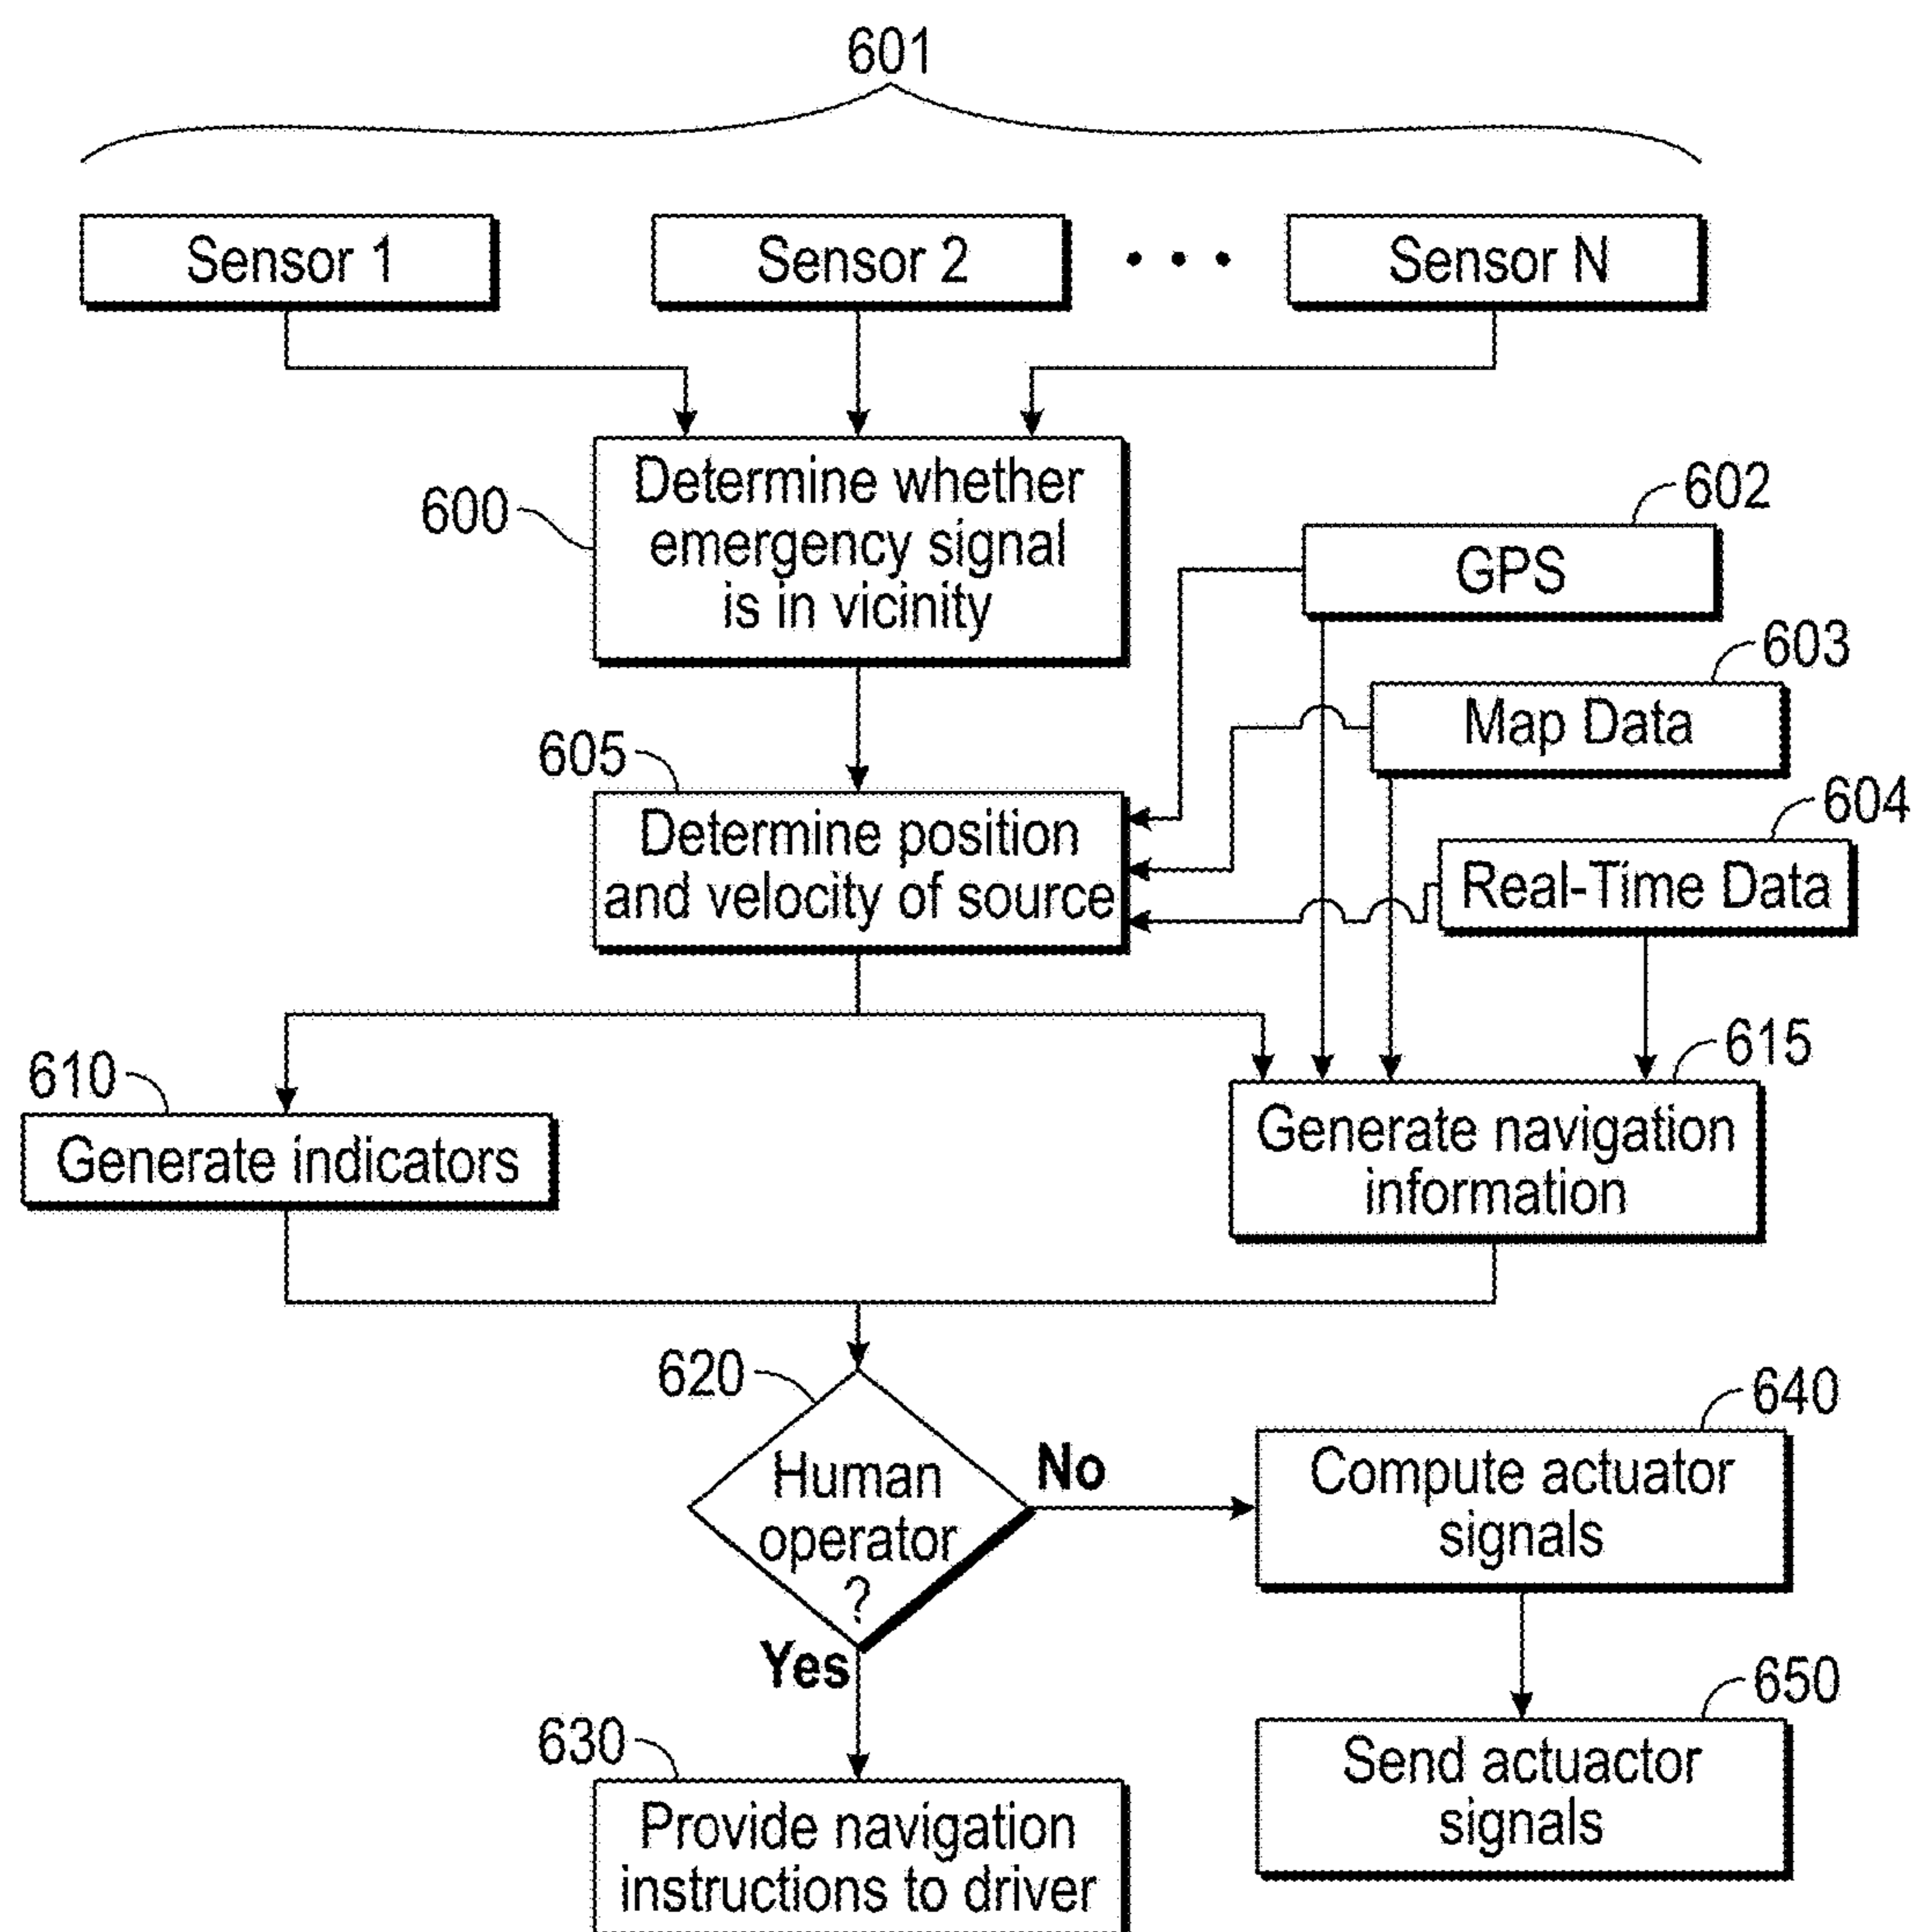 601
Sensor 1
Sensor 2
• • •
Sensor N
600
Determine whether
emergency signal
is in vicinity
602
GPS
603
Map Data
604
Real-Time Data
605
Determine position
and velocity of source
610
Generate indicators
615
Generate navigation
information
620
Human
operator
?
No
Yes
640
Compute actuator
signals
650
Send actuactor
signals
630
Provide navigation
instructions to driver